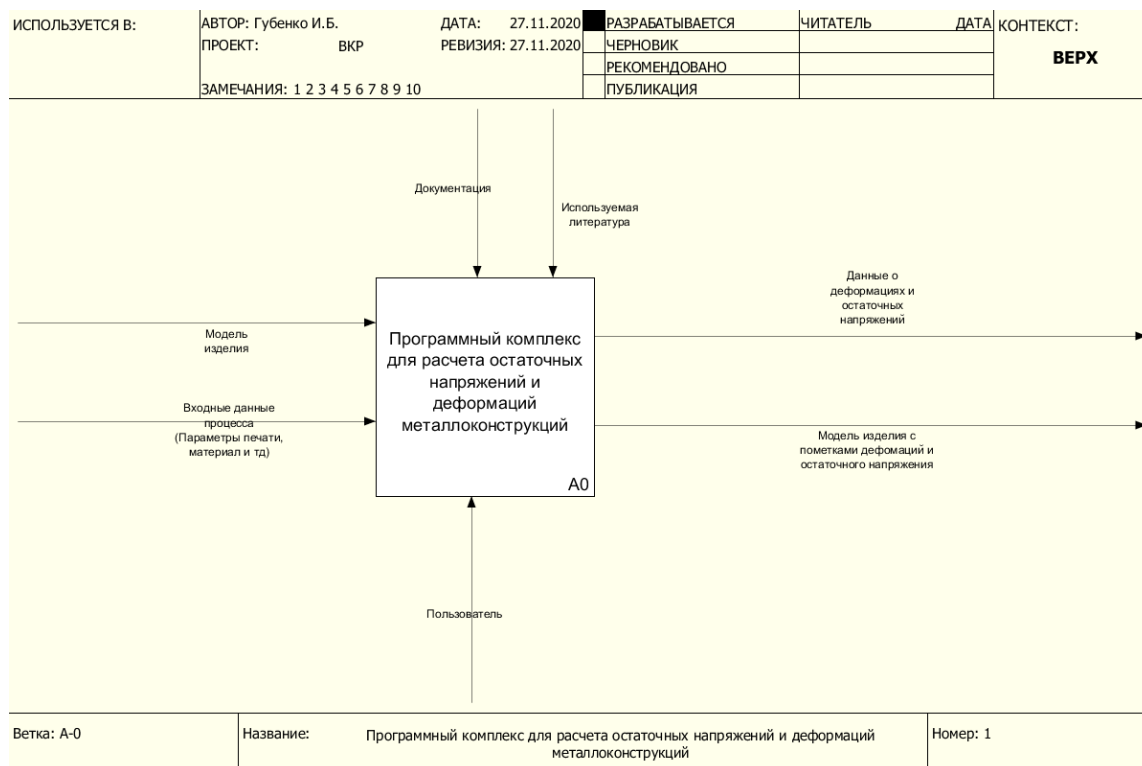 ИСПОЛЬЗУЕТСЯ В:
АВТОР: Губенко И.Б.
ДАТА: 27.11.2020
ПРОЕКТ: ВКР
РЕВИЗИЯ: 27.11.2020
ЗАМЕЧАНИЯ: 1 2 3 4 5 6 7 8 9 10
РАЗРАБАТЫВАЕТСЯ
ЧЕРНОВИК
РЕКОМЕНДОВАНО
ПУБЛИКАЦИЯ
ЧИТАТЕЛЬ
ДАТА
КОНТЕКСТ:
ВЕРХ
Документация
Используемая
литература
Модель
изделия
Входные данные
процесса
(Параметры печати,
материал и тд)
Программный комплекс
для расчета остаточных
напряжений и
деформаций
металлоконструкций
A0
Данные о
деформациях и
остаточных
напряжений
Модель изделия с
пометками дефомаций и
остаточного напряжения
Пользователь
Ветка: A-0
Название:
Программный комплекс для расчета остаточных напряжений и деформаций
металлоконструкций
Номер: 1